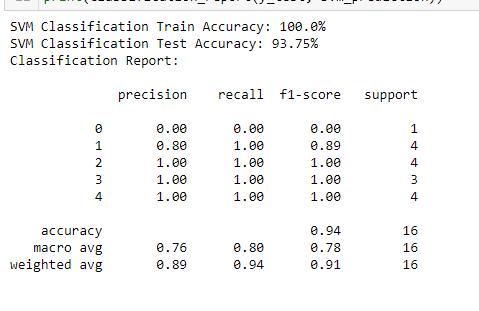 print(classification_report(y_test, svm_prediction))
SVM Classification Train Accuracy: 100.0%
SVM Classification Test Accuracy: 93.75%
Classification Report:
precision recall f1-score support
0 0.00 0.00 0.00 1
1 0.80 1.00 0.89 4
2 1.00 1.00 1.00 4
3 1.00 1.00 1.00 3
4 1.00 1.00 1.00 4
accuracy 0.94 16
macro avg 0.76 0.80 0.78 16
weighted avg 0.89 0.94 0.91 16